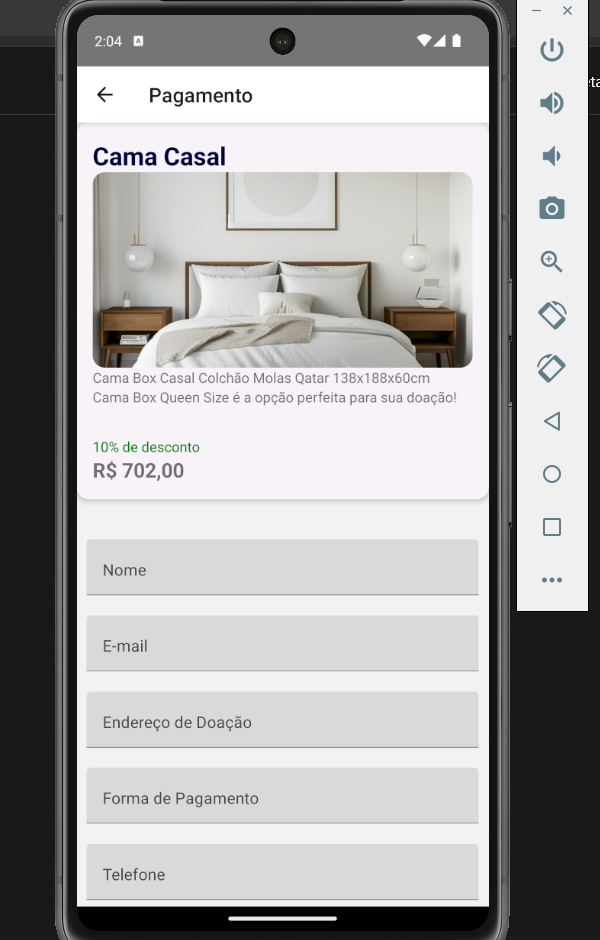 2:04 A
Pagamento
Cama Casal
Cama Box Casal Colchão Molas Qatar 138x188x60cm
Cama Box Queen Size é a opção perfeita para sua doação!
10% de desconto
R$ 702,00
Nome
E-mail
Endereço de Doação
Forma de Pagamento
Telefone